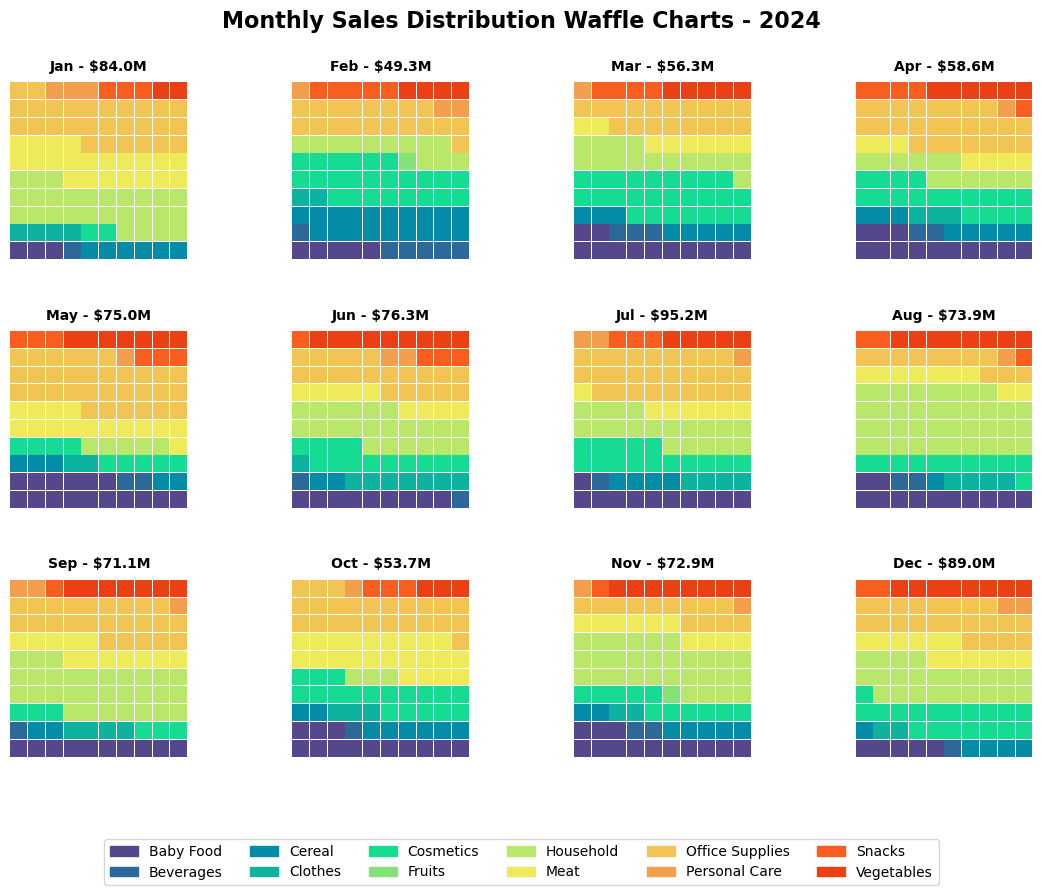 Monthly Sales Distribution Waffle Charts - 2024
Jan - $84.0M
Feb - $49.3M
Mar - $56.3M
Apr - $58.6M
May - $75.0M
Jun - $76.3M
Jul - $95.2M
Aug - $73.9M
Sep - $71.1M
Oct - $53.7M
Nov - $72.9M
Dec - $89.0M
Baby Food
Beverages
Cereal
Clothes
Cosmetics
Fruits
Household
Meat
Office Supplies
Personal Care
Snacks
Vegetables